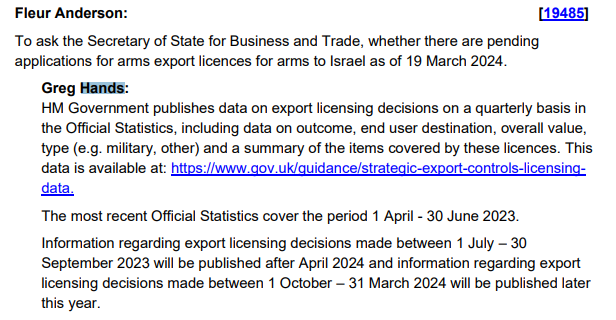 Fleur Anderson: [19485]
To ask the Secretary of State for Business and Trade, whether there are pending
applications for arms export licences for arms to Israel as of 19 March 2024.
Greg Hands:
HM Government publishes data on export licensing decisions on a quarterly basis in
the Official Statistics, including data on outcome, end user destination, overall value,
type (e.g. military, other) and a summary of the items covered by these licences. This
data is available at: https://www.gov.uk/guidance/strategic-export-controls-licensing-
data.
The most recent Official Statistics cover the period 1 April - 30 June 2023.
Information regarding export licensing decisions made between 1 July – 30
September 2023 will be published after April 2024 and information regarding export
licensing decisions made between 1 October – 31 March 2024 will be published later
this year.